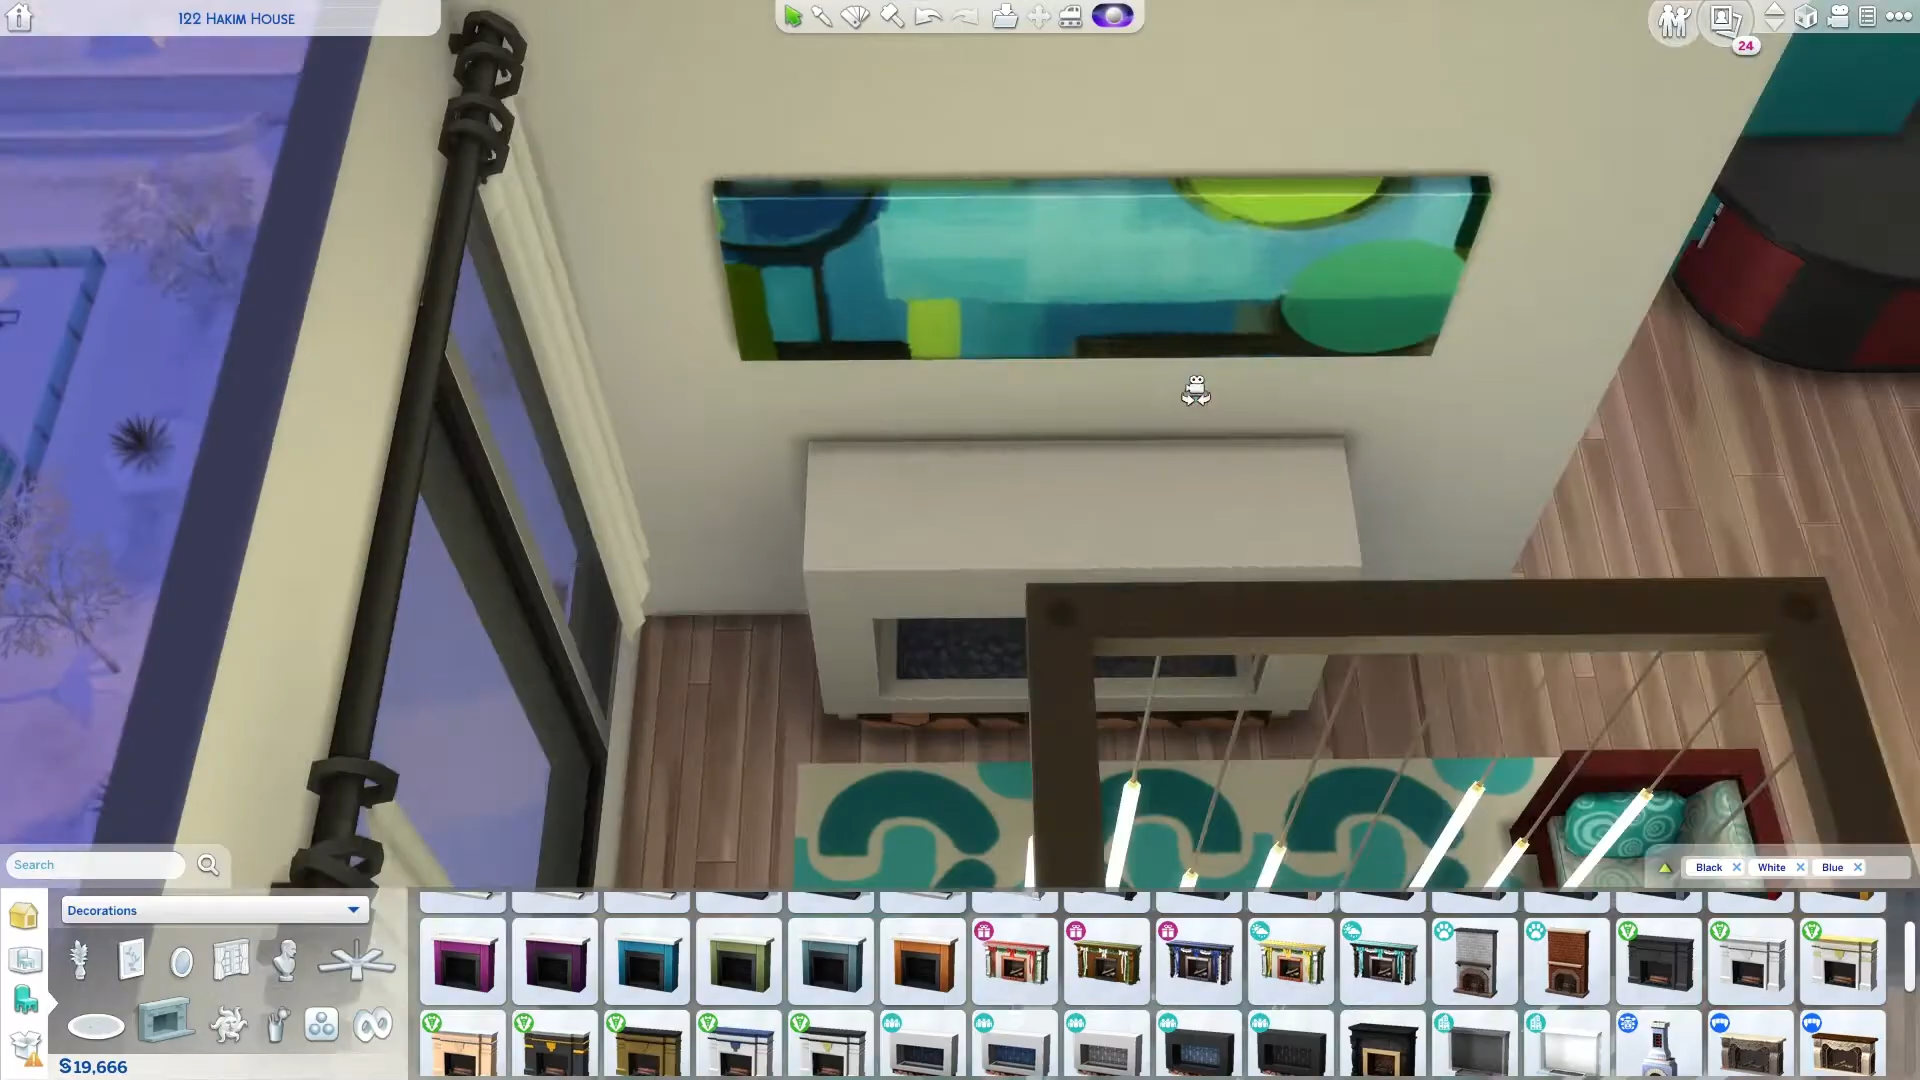 122 Hakim House
24
Search
Black
White
Blue
Decorations
§19,666